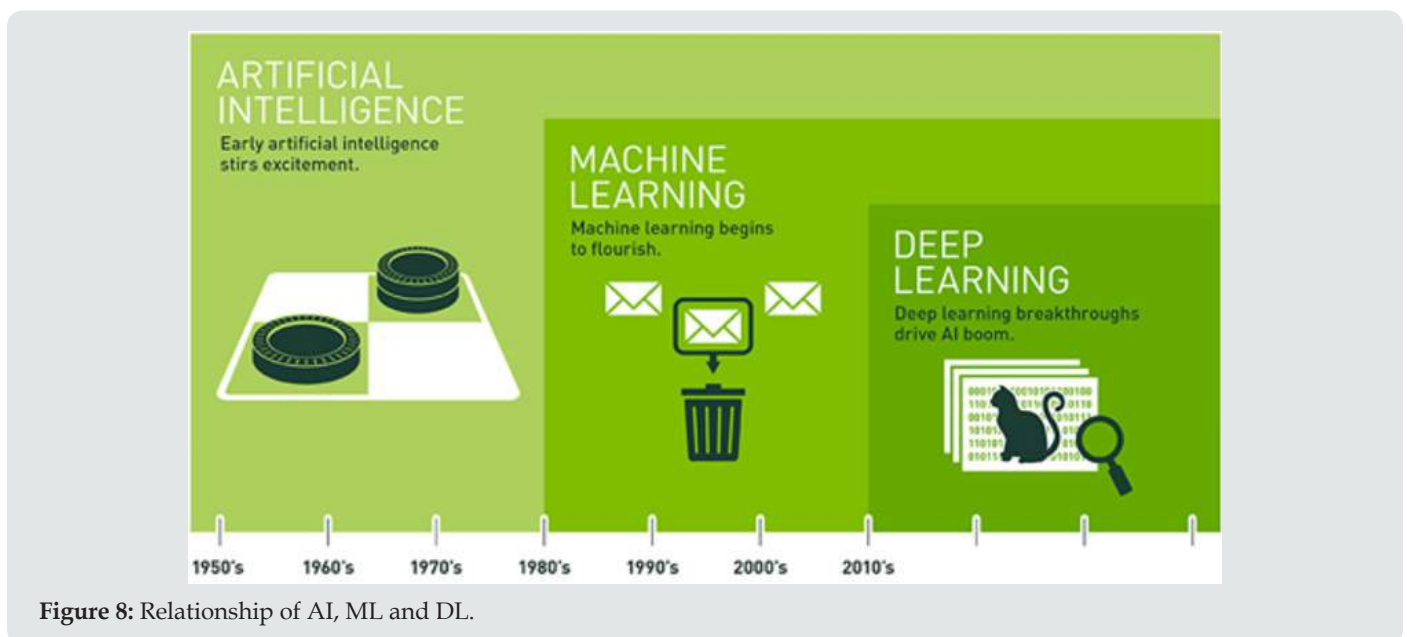 ARTIFICIAL
INTELLIGENCE
Early artificial intelligence
stirs excitement.
MACHINE
LEARNING
Machine learning begins
to flourish.
DEEP
LEARNING
Deep learning breakthroughs
drive AI boom.
1950's 1960's 1970's 1980's 1990's 2000's 2010's
Figure 8: Relationship of AI, ML and DL.